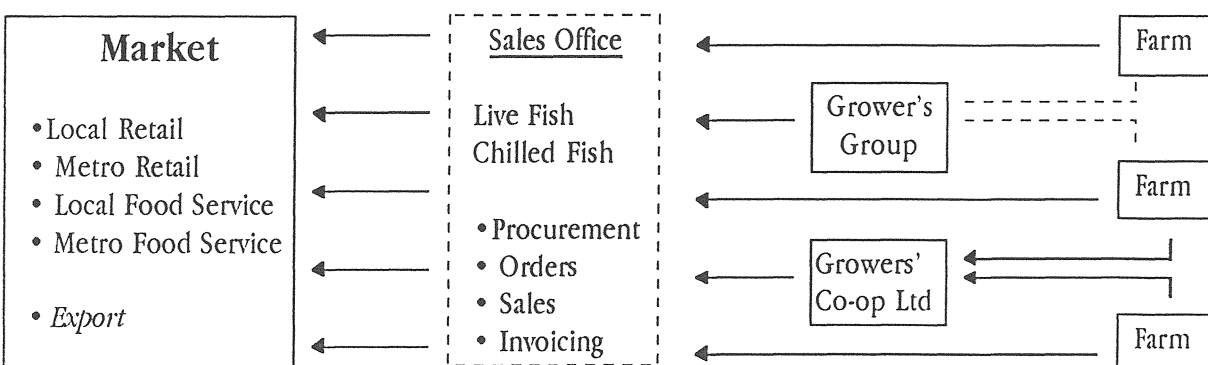 Market
•Local Retail
• Metro Retail
• Local Food Service
• Metro Food Service
• Export
Sales Office
Live Fish
Chilled Fish
•Procurement
• Orders
• Sales
• Invoicing
Grower's
Group
Growers'
Co-op Ltd
Farm
Farm
Farm